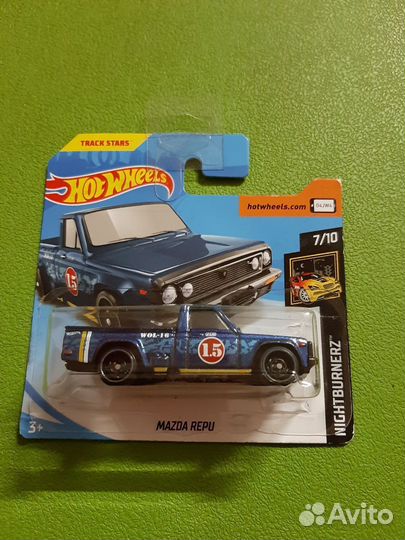 TRACK STARS
Hot Wheels
hotwheels.com
7/10
1.5
WOL-16
1.5
NIGHTBURNERZ
MAZDA REPU
3+
Avito